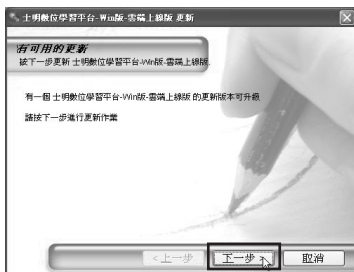 士明數位學習平台-Win版-雲端上線版 更新
有可用的更新
按下一步更新 士明數位學習平台-Win版-雲端上線版.
有一個 士明數位學習平台-Win版-雲端上線版 的更新版本可升級
請按下一步進行更新作業
<上一步 下一步 > 取消